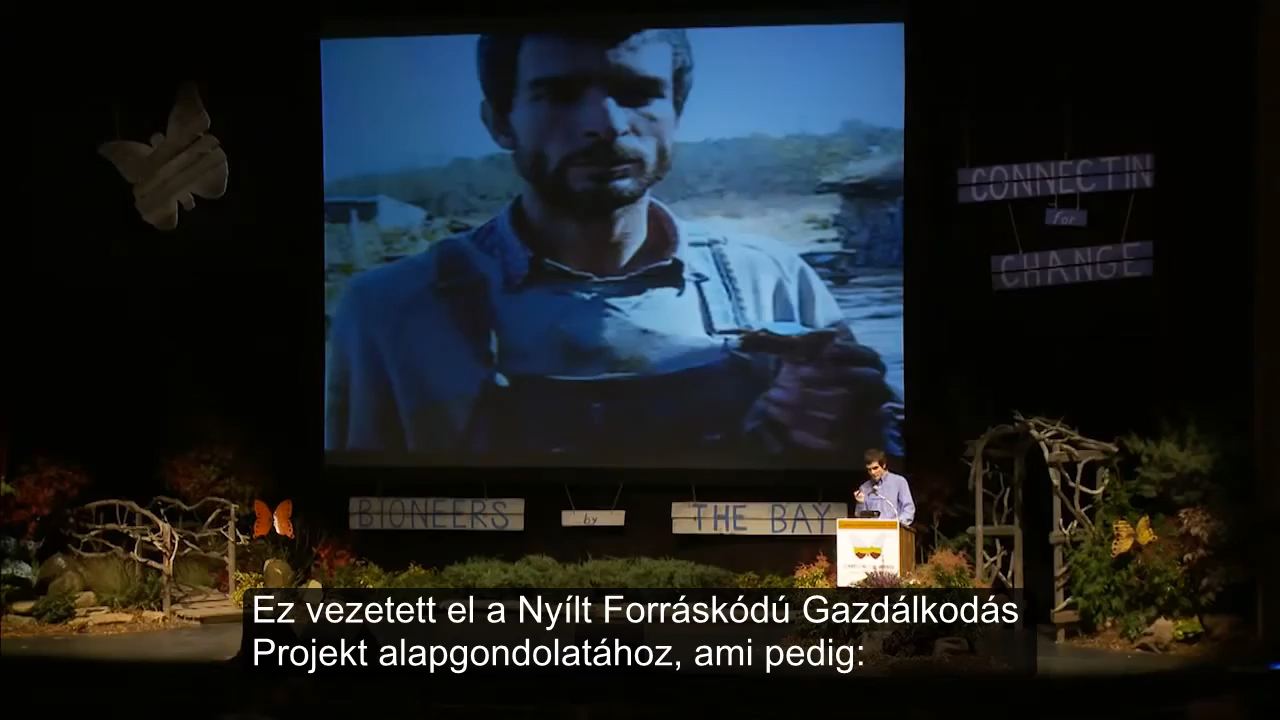 CONNECTIN
for
CHANGE
BIONEERS
by
THE BAY
Ez vezetett el a Nyílt Forráskódú Gazdálkodás
Projekt alapgondolatához, ami pedig: